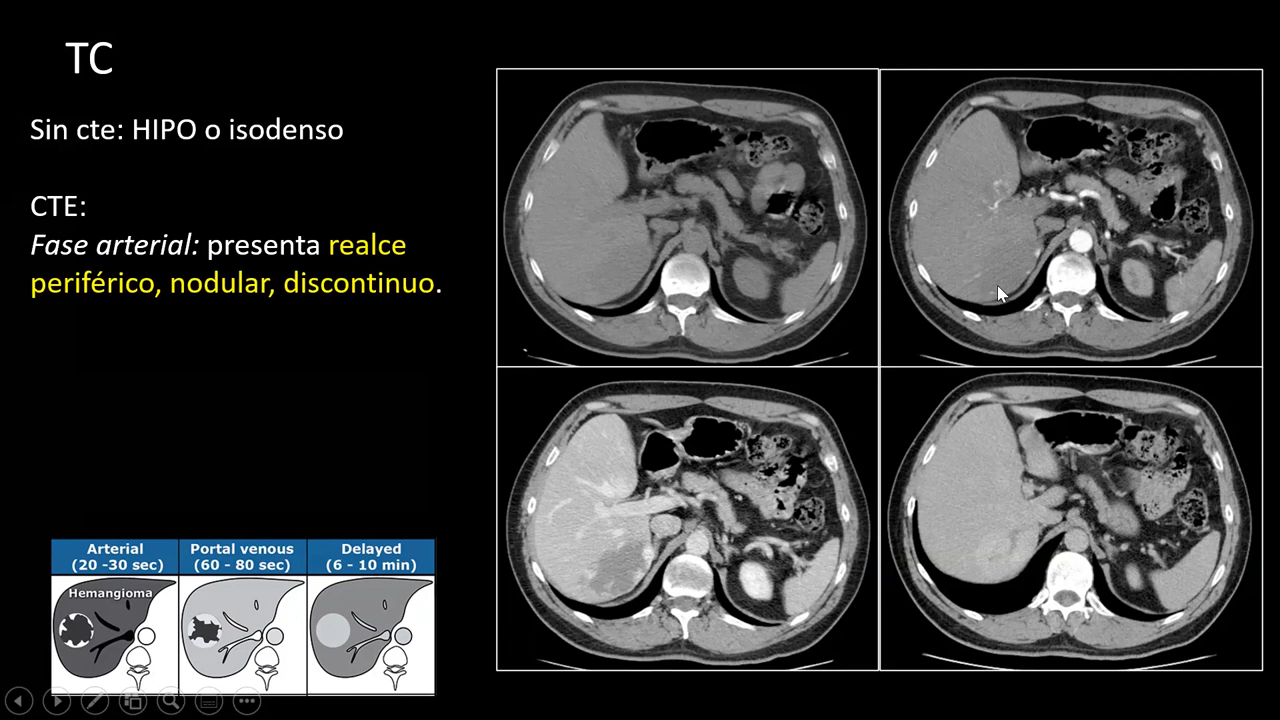 TC
Sin cte: HIPO o isodenso
CTE:
Fase arterial: presenta realce
periférico, nodular, discontinuo.
Arterial
(20 -30 sec)
Portal venous
(60 - 80 sec)
Delayed
(6 - 10 min)
Hemangioma